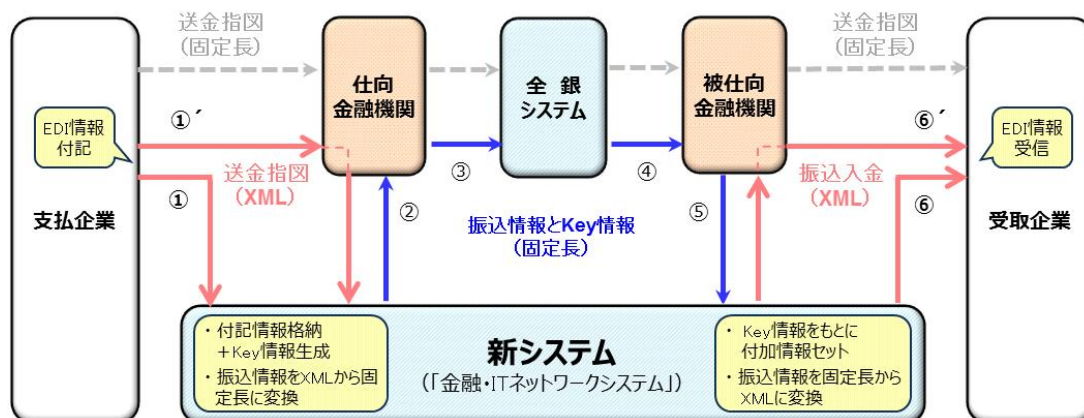 送金指図
（固定長）
送金指図
（固定長）
仕向
金融機関
全 銀
システム
被仕向
金融機関
①´
⑥´
EDI情報
付記
EDI情報
受信
③
④
送金指図
（XML）
振込入金
（XML）
①
②
⑤
⑥
支払企業
受取企業
振込情報とKey情報
（固定長）
・ 付記情報格納
＋Key情報生成
・ 振込情報をXMLから固
定長に変換
新システム
（「金融・ITネットワークシステム」）
・ Key情報をもとに
付加情報セット
・ 振込情報を固定長から
XMLに変換